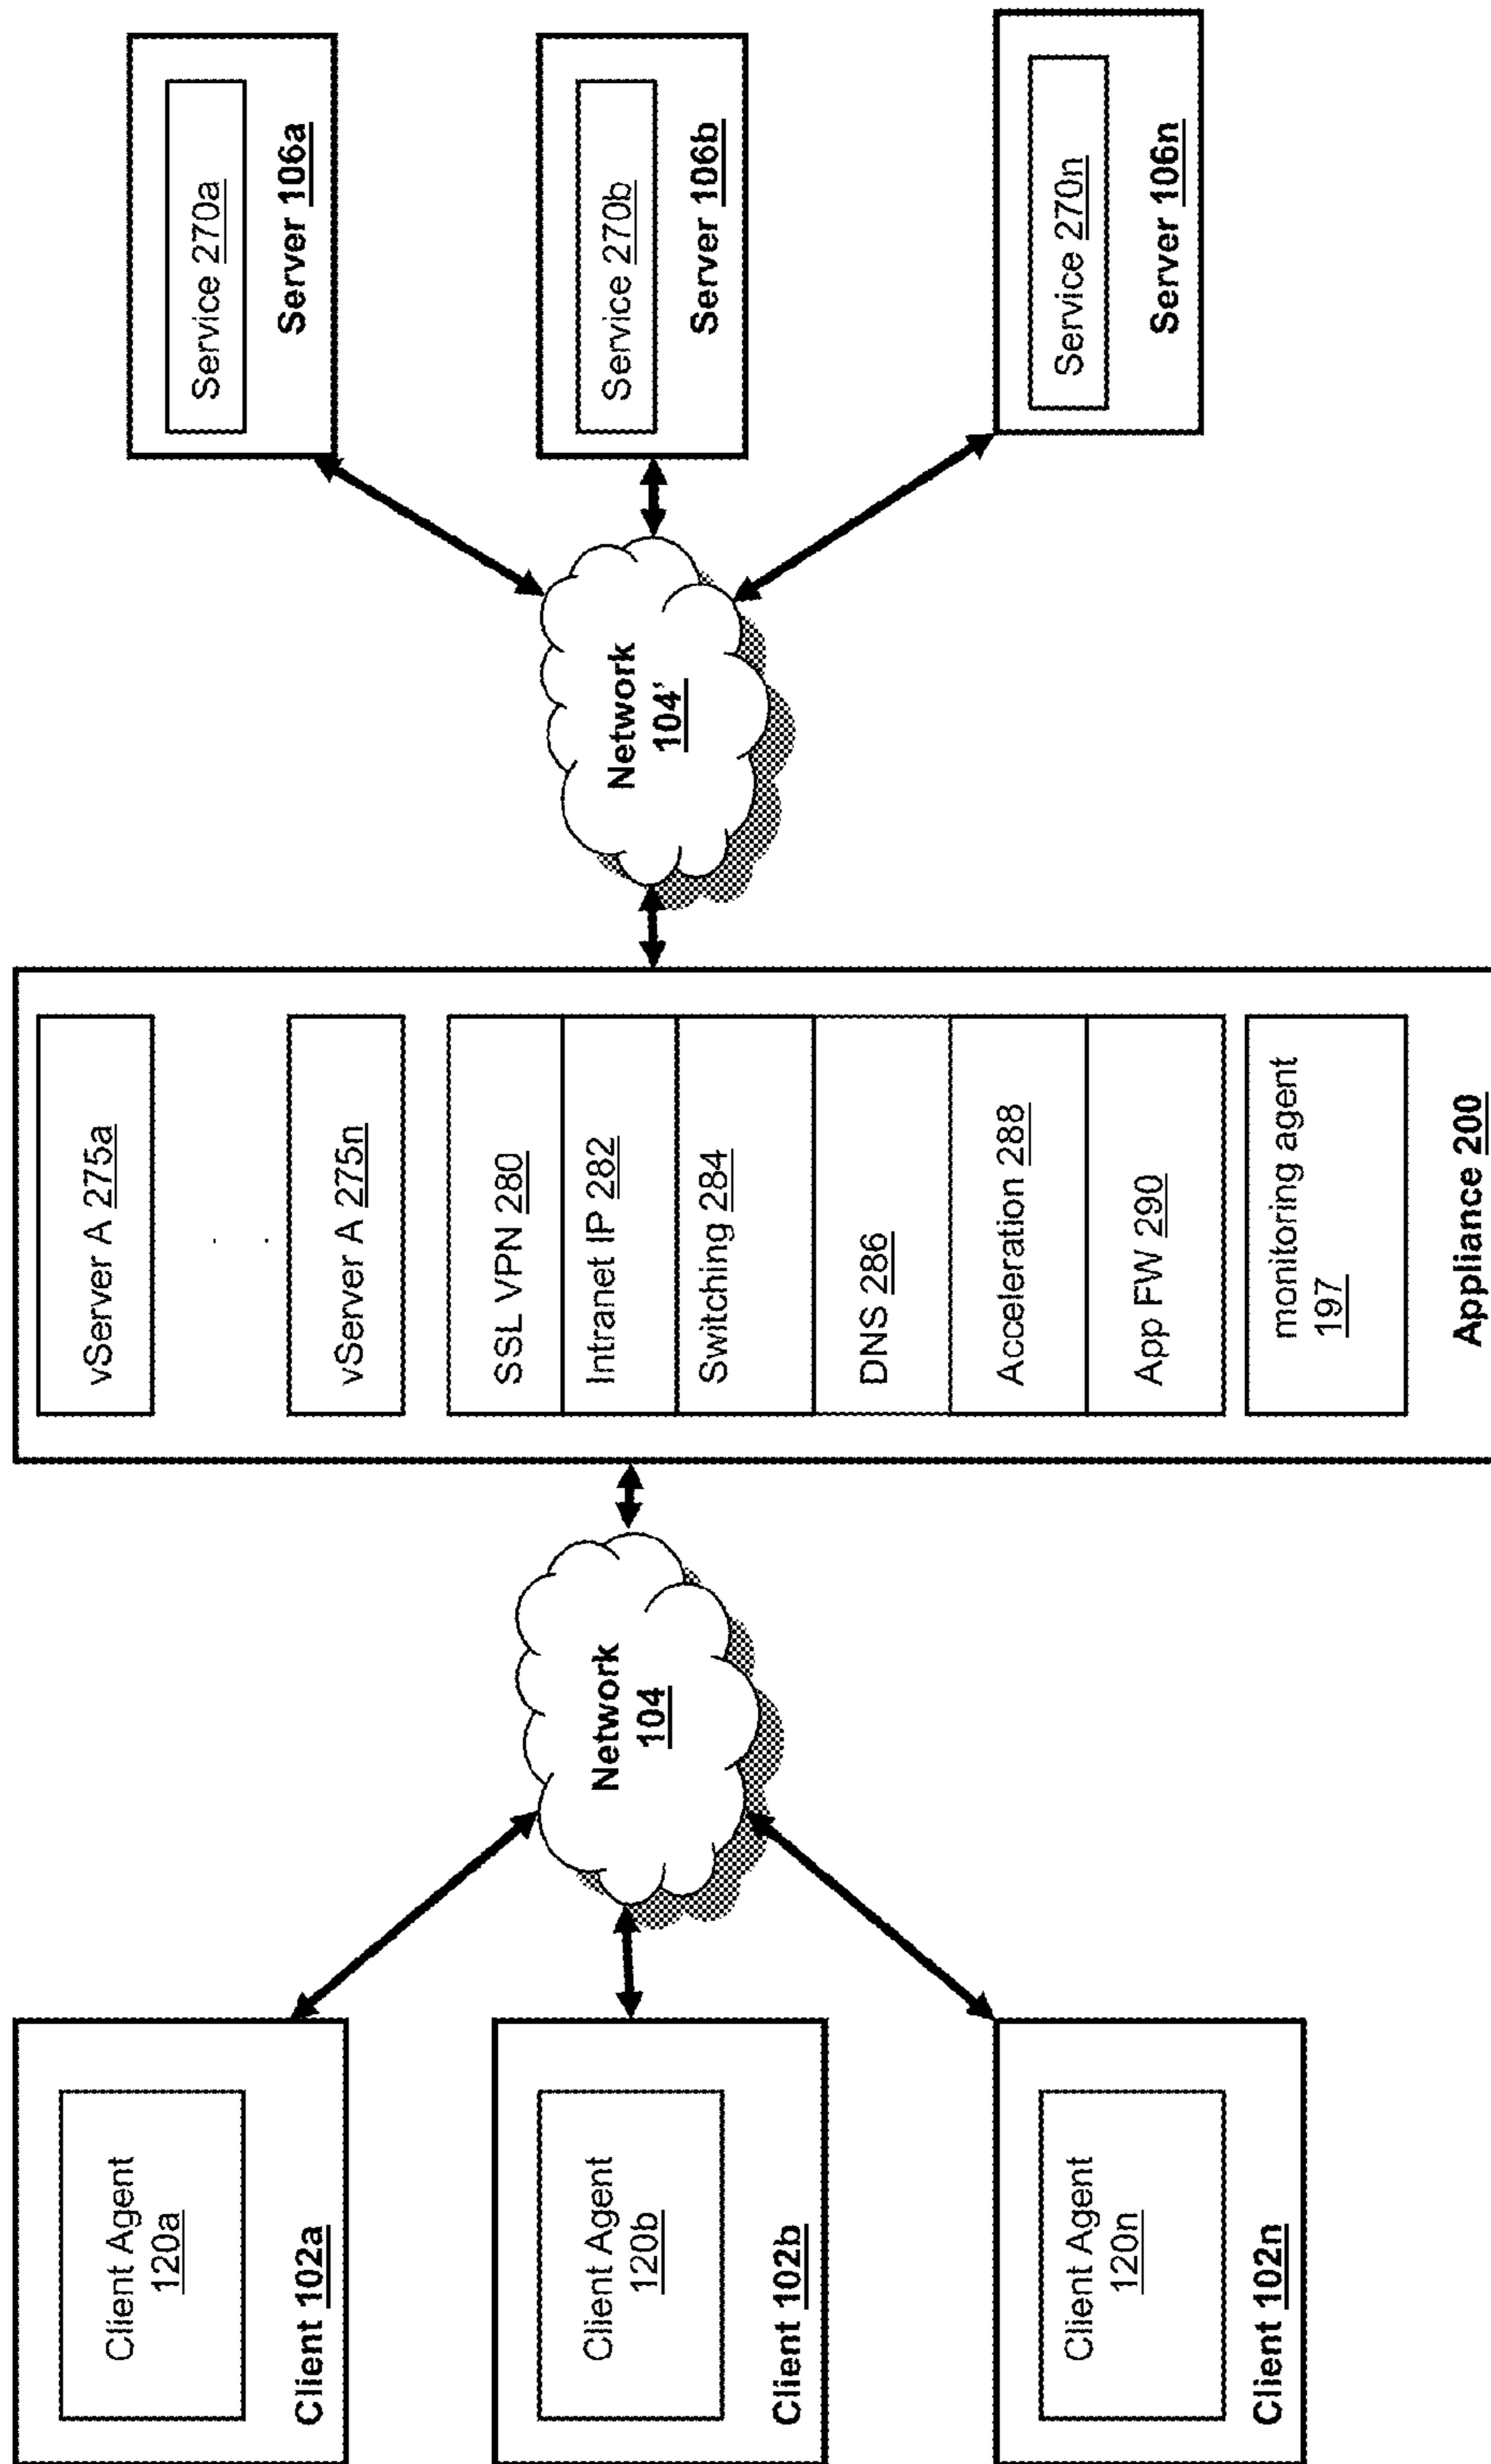 Client Agent
120a
Client 102a
Client Agent
120b
Client 102b
Client Agent
120n
Client 102n
Network
104
vServer A 275a
vServer A 275n
SSL VPN 280
Intranet IP 282
Switching 284
DNS 286
Acceleration 288
App FW 290
monitoring agent
197
Appliance 200
Network
104'
Service 270a
Server 106a
Service 270b
Server 106b
Service 270n
Server 106n